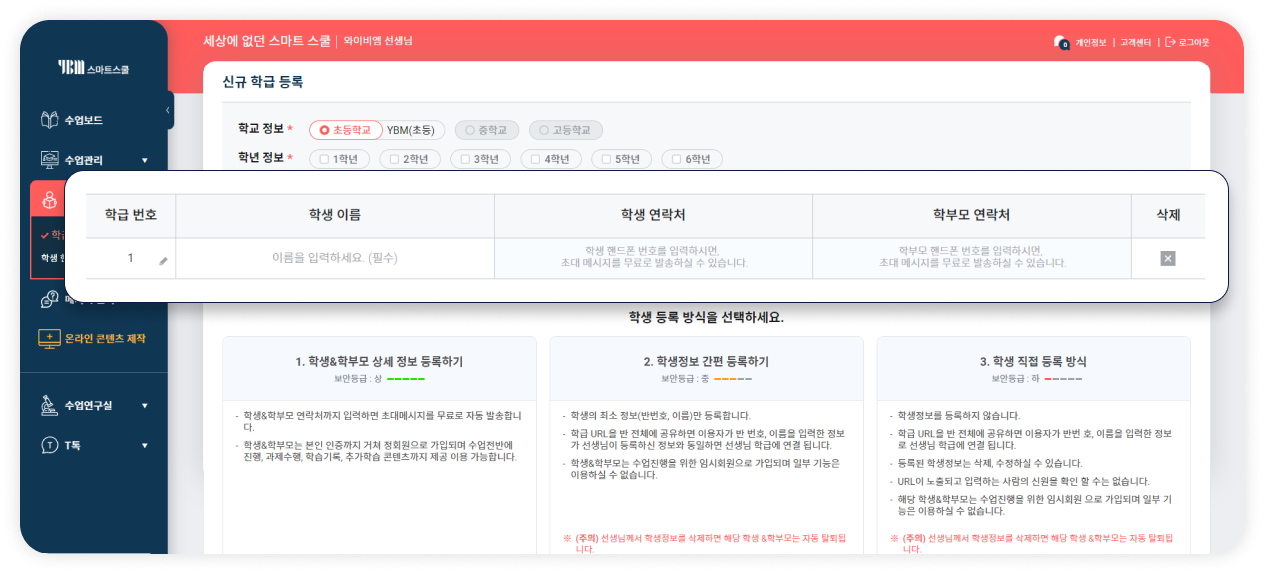 세상에 없던 스마트 스쿨 | 와이비엠 선생님
0 개인정보 | 고객센터 | 로그아웃
YBM 스마트스쿨
신규 학급 등록
수업보드
학교 정보 * 초등학교 YBM(초등) 중학교 고등학교
수업관리 ▼
학년 정보 * 1학년 2학년 3학년 4학년 5학년 6학년
학급 번호 학생 이름 학생 연락처 학부모 연락처 삭제
1 이름을 입력하세요. (필수)
학생 핸드폰 번호를 입력하시면,
초대 메시지를 무료로 발송하실 수 있습니다.
학부모 핸드폰 번호를 입력하시면,
초대 메시지를 무료로 발송하실 수 있습니다.
학생
온라인 콘텐츠 제작
수업연구실 ▼
T톡 ▼
학생 등록 방식을 선택하세요.
1. 학생&학부모 상세 정보 등록하기
보안등급 : 상
- 학생&학부모 연락처까지 입력하면 초대메시지를 무료로 자동 발송합니
다.
- 학생&학부모는 본인 인증까지 거쳐 정회원으로 가입되며 수업전반에
진행, 과제수행, 학습기록, 추가학습 콘텐츠까지 제공 이용 가능합니다.
2. 학생정보 간편 등록하기
보안등급 : 중
- 학생의 최소 정보(반번호, 이름)만 등록합니다.
- 학급 URL을 반 전체에 공유하면 이용자가 반 번호, 이름을 입력한 정보
가 선생님이 등록하신 정보와 동일하면 선생님 학급에 연결 됩니다.
- 학생&학부모는 수업진행을 위한 임시회원으로 가입되며 일부 기능은
이용하실 수 없습니다.
※ (주의) 선생님께서 학생정보를 삭제하면 해당 학생 &학부모는 자동 탈퇴됩
니다.
3. 학생 직접 등록 방식
보안등급 : 하
- 학생정보를 등록하지 않습니다.
- 학급 URL을 반 전체에 공유하면 이용자가 반번 호, 이름을 입력한 정보
로 선생님 학급에 연결 됩니다.
- 등록된 학생정보는 삭제, 수정하실 수 있습니다.
- URL이 노출되고 입력하는 사람의 신원을 확인 할 수는 없습니다.
- 해당 학생&학부모는 수업진행을 위한 임시회원 으로 가입되며 일부 기
능은 이용하실 수 없습니다.
※ (주의) 선생님께서 학생정보를 삭제하면 해당 학생 &학부모는 자동 탈퇴됩
니다.